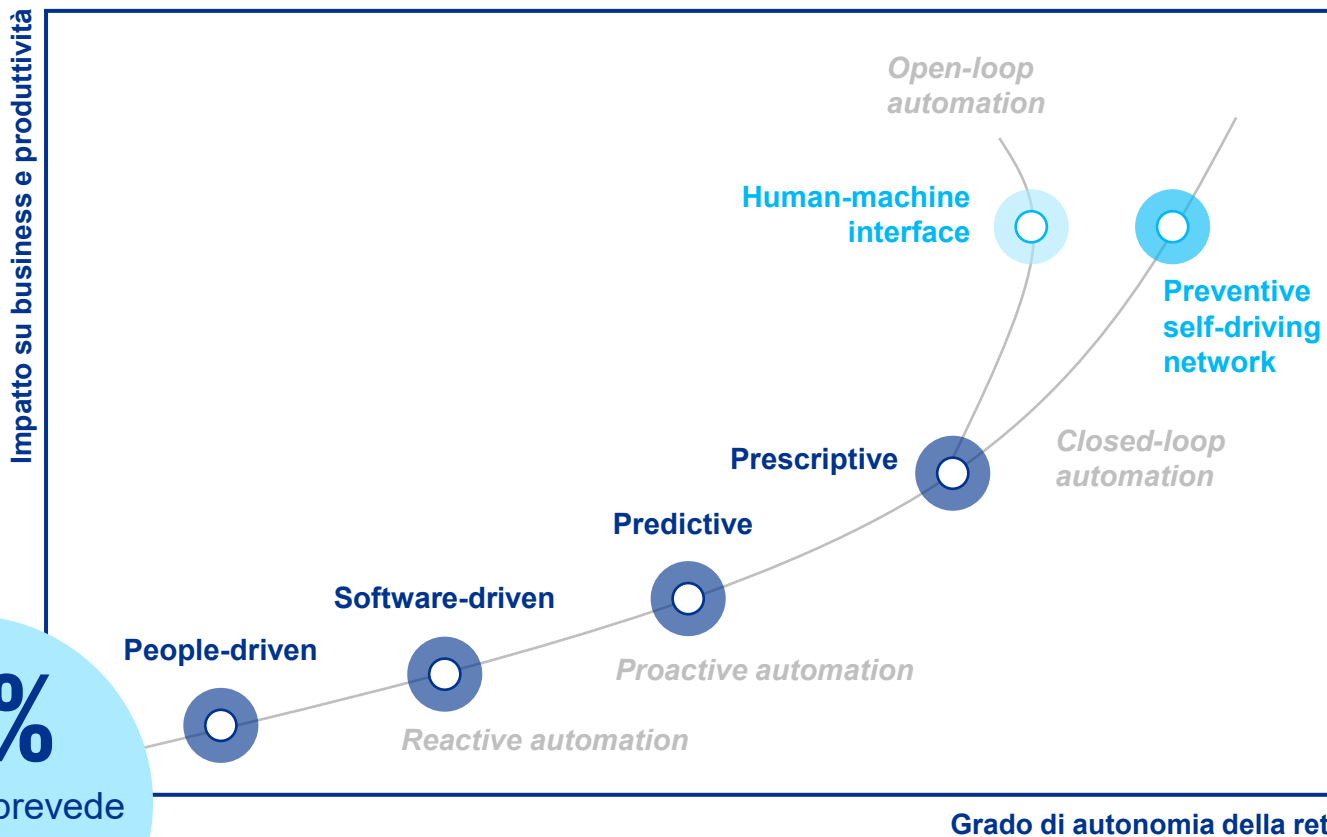 Impatto su business e produttività
Open-loop
automation
Human-machine
interface
Preventive
self-driving
network
Prescriptive
Closed-loop
automation
Predictive
Software-driven
Proactive automation
People-driven
Reactive automation
%
prevede
Grado di autonomia della